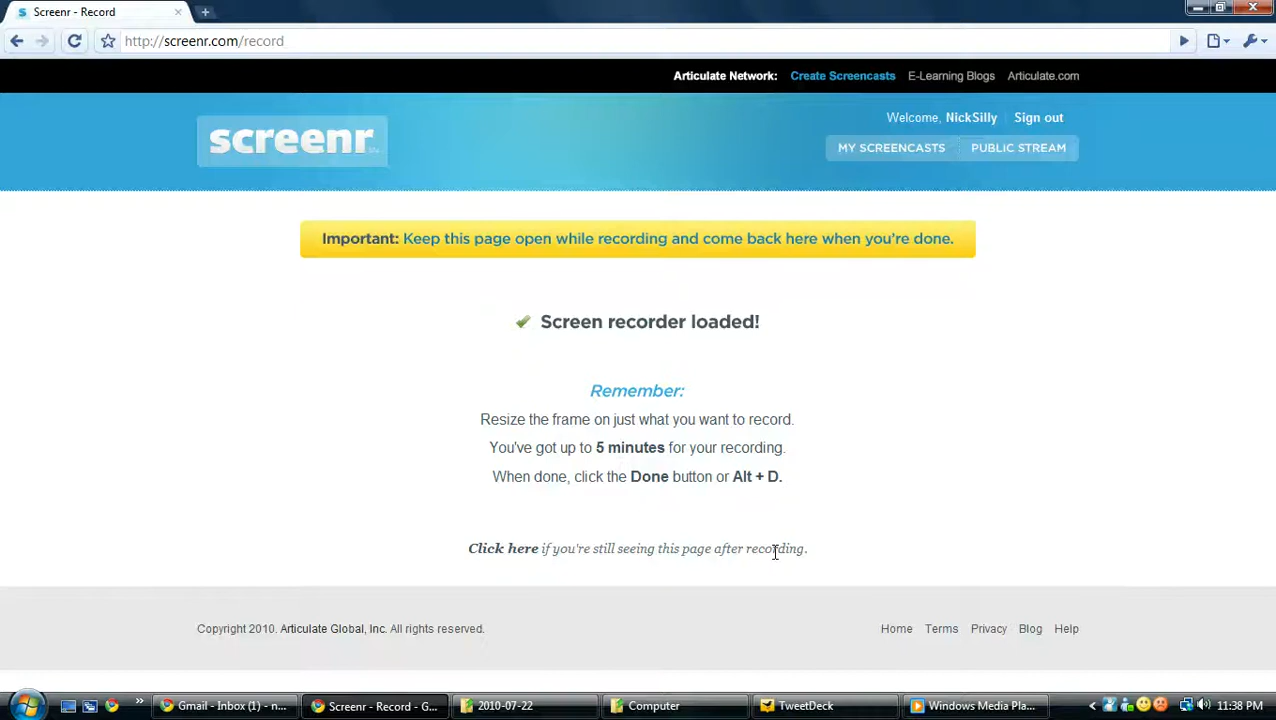 Screenr - Record
http://screenr.com/record
Articulate Network: Create Screencasts E-Learning Blogs Articulate.com
Welcome, NickSilly Sign out
screenr
MY SCREENCASTS PUBLIC STREAM
Important: Keep this page open while recording and come back here when you're done.
Screen recorder loaded!
Remember:
Resize the frame on just what you want to record.
You've got up to 5 minutes for your recording.
When done, click the Done button or Alt + D.
Click here if you're still seeing this page after recording.
Copyright 2010. Articulate Global, Inc. All rights reserved.
Home Terms Privacy Blog Help
Gmail - Inbox (1) - n... Screenr - Record - G... 2010-07-22 Computer TweetDeck Windows Media Pla... 11:38 PM